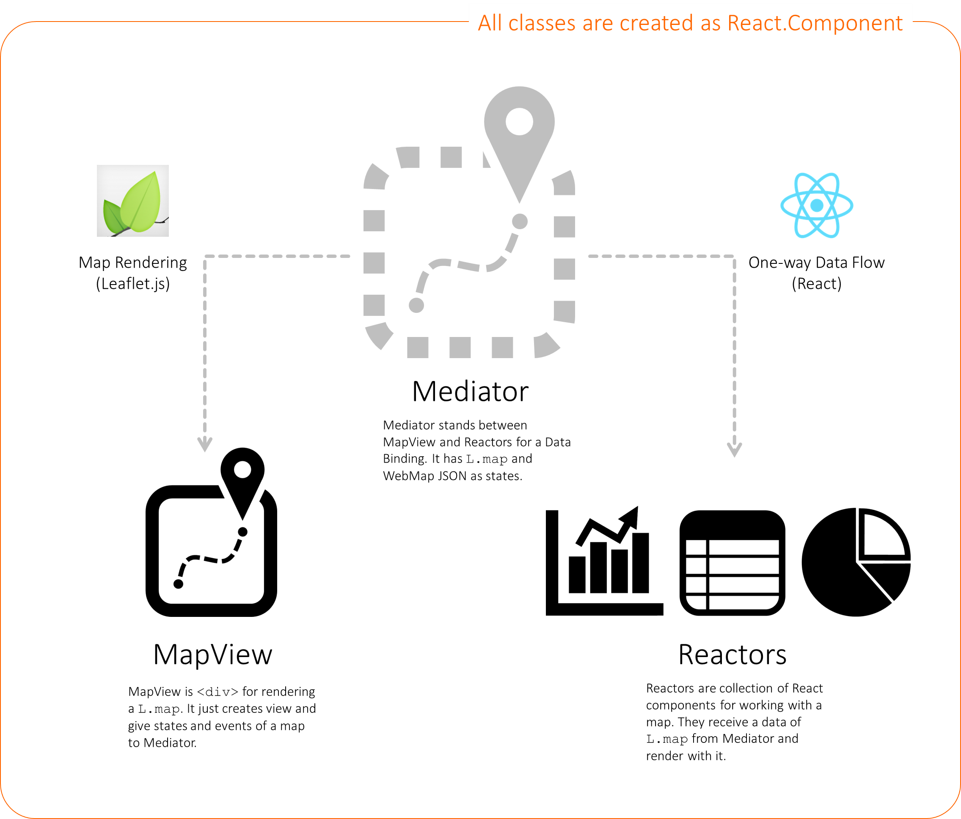 All classes are created as React.Component
Map Rendering
(Leaflet.js)
One-way Data Flow
(React)
Mediator
Mediator stands between
MapView and Reactors for a Data
Binding. It has L.map and
WebMap JSON as states.
MapView
MapView is <div> for rendering
a L.map. It just creates view and
give states and events of a map
to Mediator.
Reactors
Reactors are collection of React
components for working with a
map. They receive a data of
L.map from Mediator and
render with it.